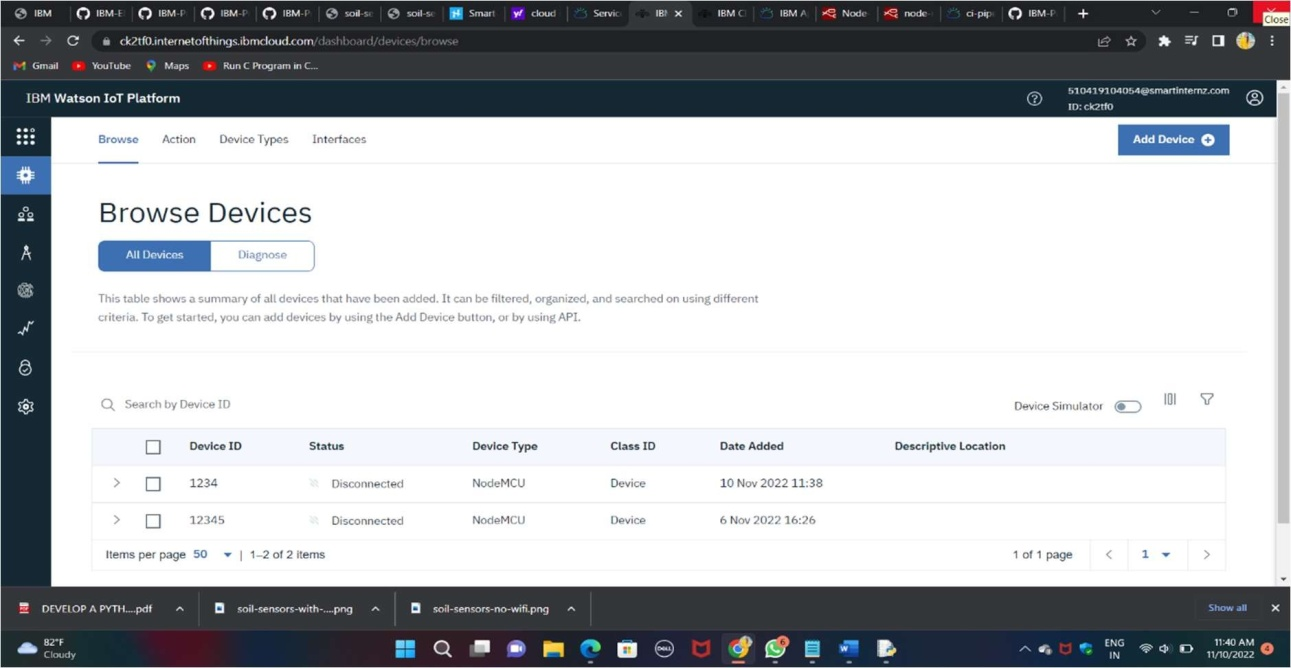 IBM
IBM-E
IBM-P
IBM-P
IBM-P
soil-se
soil-se
Smart
cloud
Servic
IBM
IBM C
IBM A
Node
node-
ci-pip
IBM-P
Close
ck2tf0.internetofthings.ibmcloud.com/dashboard/devices/browse
Gmail YouTube Maps Run C Program in C...
IBM Watson IoT Platform
510419104054@smartinternz.com
ID: ck2tf0
Browse Action Device Types Interfaces
Add Device
Browse Devices
All Devices Diagnose
This table shows a summary of all devices that have been added. It can be filtered, organized, and searched on using different
criteria. To get started, you can add devices by using the Add Device button, or by using API.
Search by Device ID
Device Simulator
Device ID Status Device Type Class ID Date Added Descriptive Location
1234 Disconnected NodeMCU Device 10 Nov 2022 11:38
12345 Disconnected NodeMCU Device 6 Nov 2022 16:26
Items per page 50 | 1–2 of 2 items 1 of 1 page 1
DEVELOP A PYTH....pdf soil-sensors-with-....png soil-sensors-no-wifi.png Show all
82°F
Cloudy
DELL
6
ENG
IN
11:40 AM
11/10/2022
4